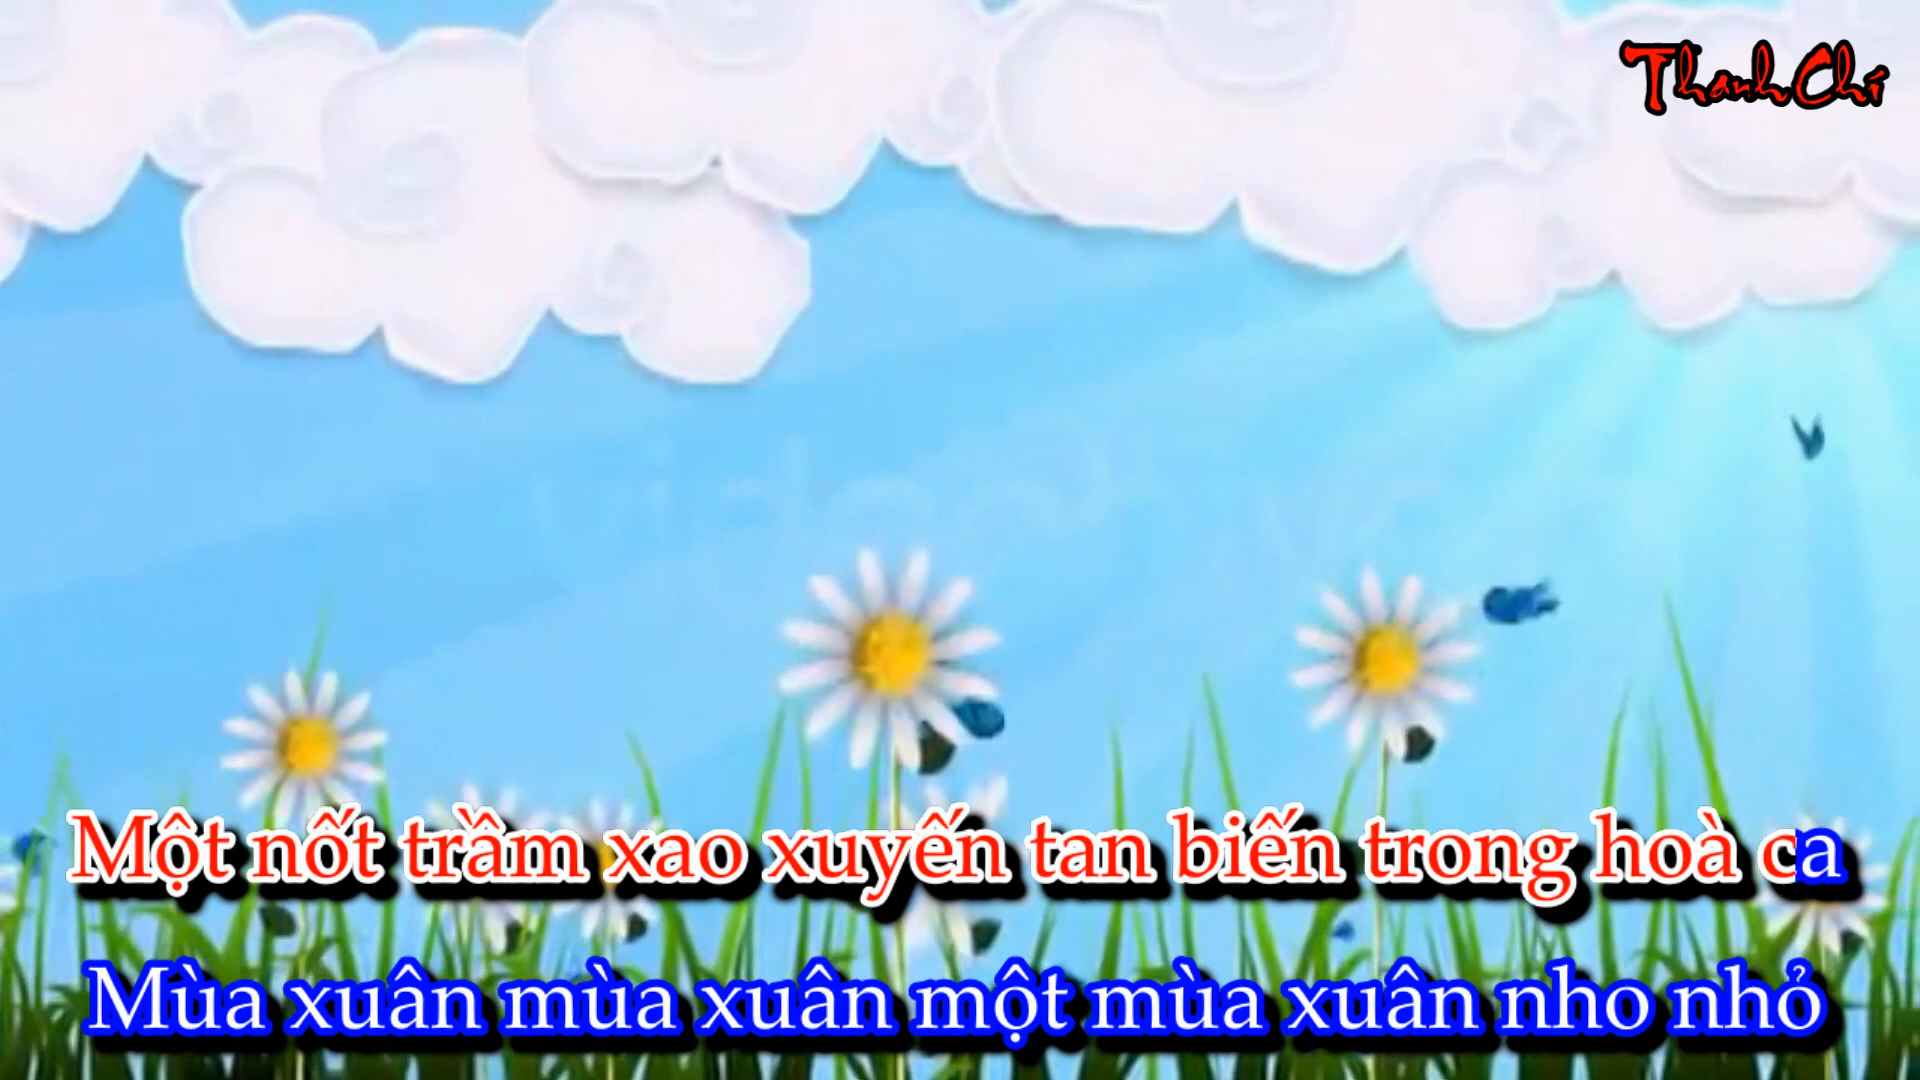 Thanh Chí
Một nốt trầm xao xuyến tan biến trong hoà ca
Mùa xuân mùa xuân một mùa xuân nho nhỏ